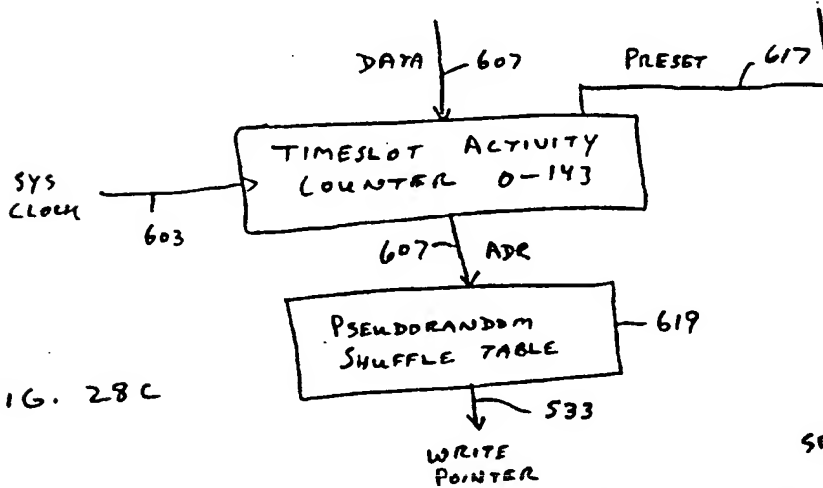 DATA
607
PRESET
617
TIMESLOT ACTIVITY
COUNTER 0-143
SYS
CLOCK
603
607
ADR
PSEUDORANDOM
SHUFFLE TABLE
619
IG. 28C
533
WRITE
POINTER